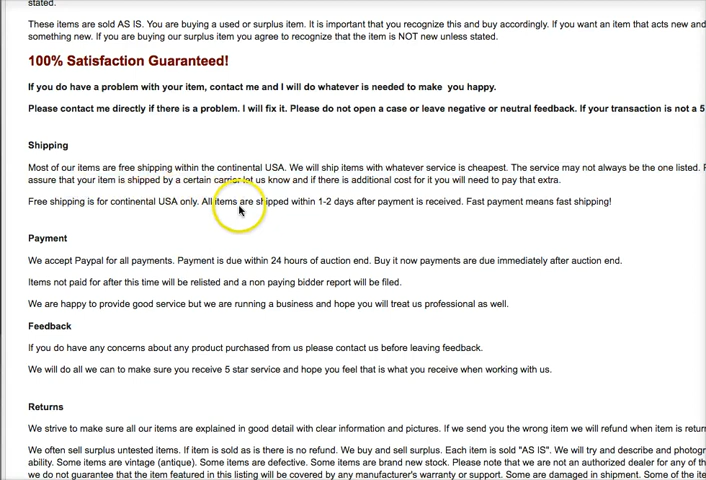 stated.
These items are sold AS IS. You are buying a used or surplus item. It is important that you recognize this and buy accordingly. If you want an item that acts new and
something new. If you are buying our surplus item you agree to recognize that the item is NOT new unless stated.
100% Satisfaction Guaranteed!
If you do have a problem with your item, contact me and I will do whatever is needed to make you happy.
Please contact me directly if there is a problem. I will fix it. Please do not open a case or leave negative or neutral feedback. If your transaction is not a 5
Shipping
Most of our items are free shipping within the continental USA. We will ship items with whatever service is cheapest. The service may not always be the one listed.
assure that your item is shipped by a certain carrier let us know and if there is additional cost for it you will need to pay that extra.
Free shipping is for continental USA only. All items are shipped within 1-2 days after payment is received. Fast payment means fast shipping!
Payment
We accept Paypal for all payments. Payment is due within 24 hours of auction end. Buy it now payments are due immediately after auction end.
Items not paid for after this time will be relisted and a non paying bidder report will be filed.
We are happy to provide good service but we are running a business and hope you will treat us professional as well.
Feedback
If you do have any concerns about any product purchased from us please contact us before leaving feedback.
We will do all we can to make sure you receive 5 star service and hope you feel that is what you receive when working with us.
Returns
We strive to make sure all our items are explained in good detail with clear information and pictures. If we send you the wrong item we will refund when item is retur
We often sell surplus untested items. If item is sold as is there is no refund. We buy and sell surplus. Each item is sold "AS IS". We will try and describe and photogr
ability. Some items are vintage (antique). Some items are defective. Some items are brand new stock. Please note that we are not an authorized dealer for any of th
we do not guarantee that the item featured in this listing will be covered by any manufacturer's warranty or support. Some are damaged in shipment. Some of the ite